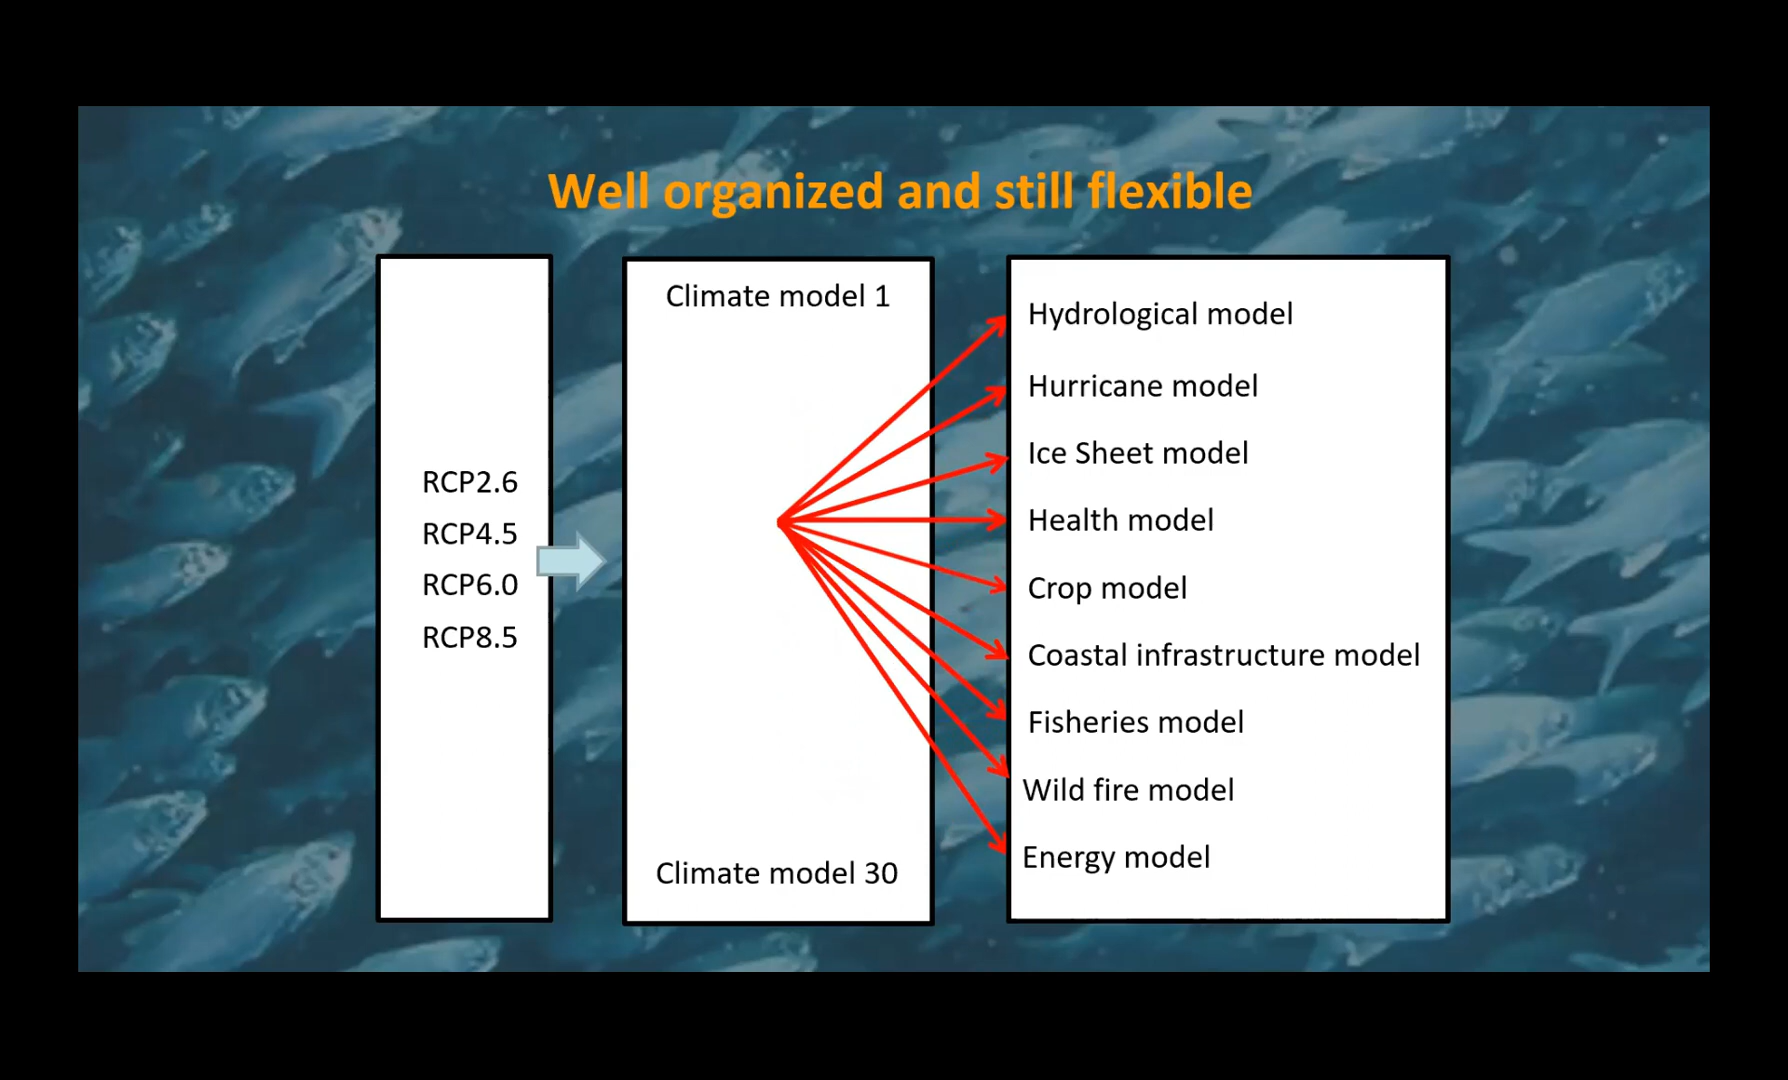 Well organized and still flexible
RCP2.6
RCP4.5
RCP6.0
RCP8.5
Climate model 1
Climate model 30
Hydrological model
Hurricane model
Ice Sheet model
Health model
Crop model
Coastal infrastructure model
Fisheries model
Wild fire model
Energy model